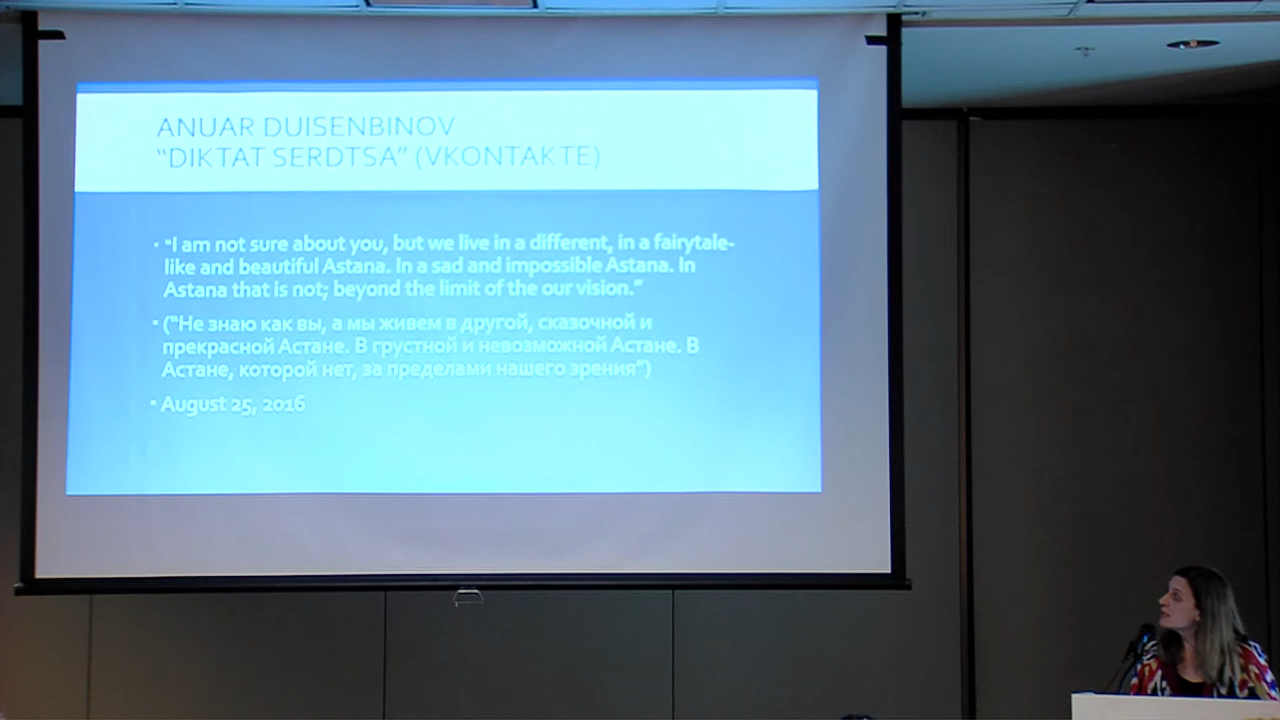 ANUAR DUISENBINOV
“DIKTAT SERDTSA” (VKONTAKTE)
• “I am not sure about you, but we live in a different, in a fairytale-
like and beautiful Astana. In a sad and impossible Astana. In
Astana that is not; beyond the limit of the our vision.”
• (“Не знаю как вы, а мы живем в другой, сказочной и
прекрасной Астане. В грустной и невозможной Астане. В
Астане, которой нет, за пределами нашего зрения”)
• August 25, 2016